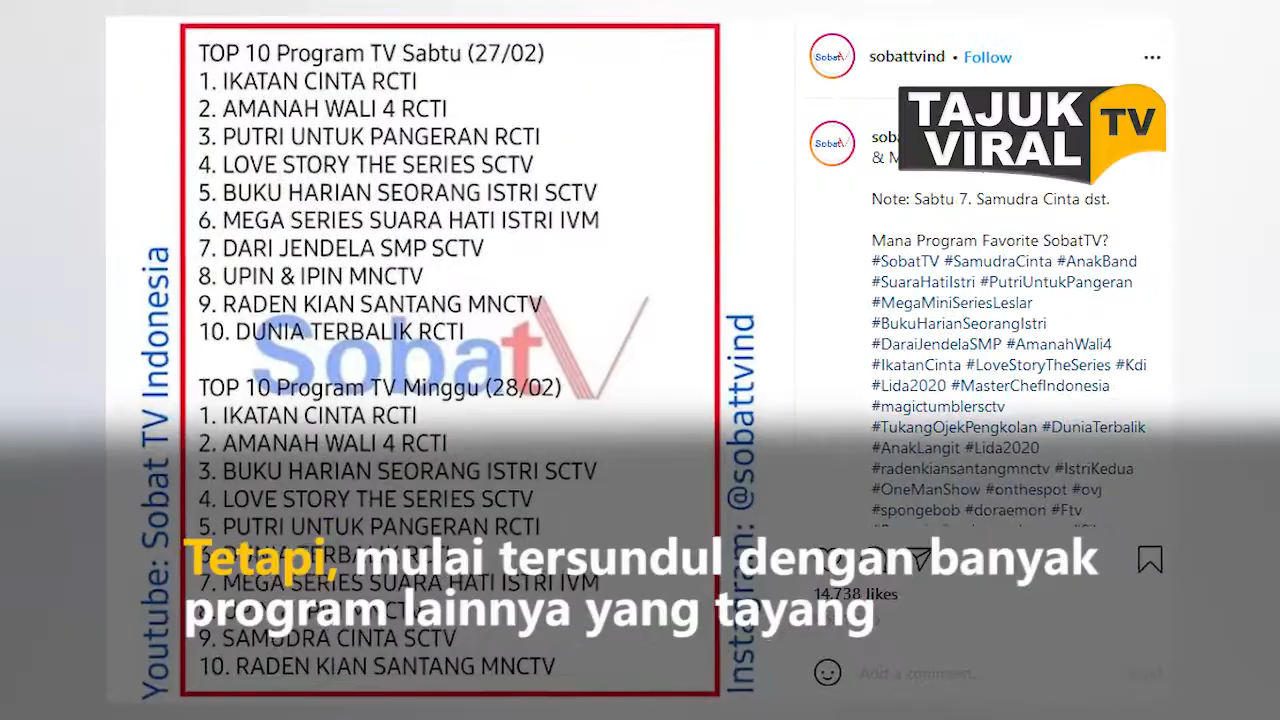 TOP 10 Program TV Sabtu (27/02)
1. IKATAN CINTA RCTI
2. AMANAH WALI 4 RCTI
3. PUTRI UNTUK PANGERAN RCTI
4. LOVE STORY THE SERIES SCTV
5. BUKU HARIAN SEORANG ISTRI SCTV
6. MEGA SERIES SUARA HATI ISTRI IVM
7. DARI JENDELA SMP SCTV
8. UPIN & IPIN MNCTV
9. RADEN KIAN SANTANG MNCTV
10. DUNIA TERBALIK RCTI
SobatTV
TOP 10 Program TV Minggu (28/02)
1. IKATAN CINTA RCTI
2. AMANAH WALI 4 RCTI
3. BUKU HARIAN SEORANG ISTRI SCTV
4. LOVE STORY THE SERIES SCTV
5. PUTRI UNTUK PANGERAN RCTI
6. DUNIA TERBALIK RCTI
7. MEGA SERIES SUARA HATI ISTRI IVM
9. SAMUDRA CINTA SCTV
10. RADEN KIAN SANTANG MNCTV
Youtube: Sobat TV Indonesia
Instagram: @sobattvind
SobatTV
sobattvind • Follow
TAJUK VIRAL TV
SobatTV
Note: Sabtu 7. Samudra Cinta dst.
Mana Program Favorite SobatTV?
#SobatTV #SamudraCinta #AnakBand
#SuaraHatiIstri #PutriUntukPangeran
#MegaMiniSeriesLeslar
#BukuHarianSeorangIstri
#DaraiJendelaSMP #AmanahWali4
#IkatanCinta #LoveStoryTheSeries #Kdi
#Lida2020 #MasterChefIndonesia
#magictumblersctv
#TukangOjekPengkolan #DuniaTerbalik
#AnakLangit #Lida2020
#radenkiansantangmnctv #IstriKedua
#OneManShow #onthespot #ovj
#spongebob #doraemon #Ftv
14.738 likes
Add a comment...
Tetapi, mulai tersundul dengan banyak
program lainnya yang tayang